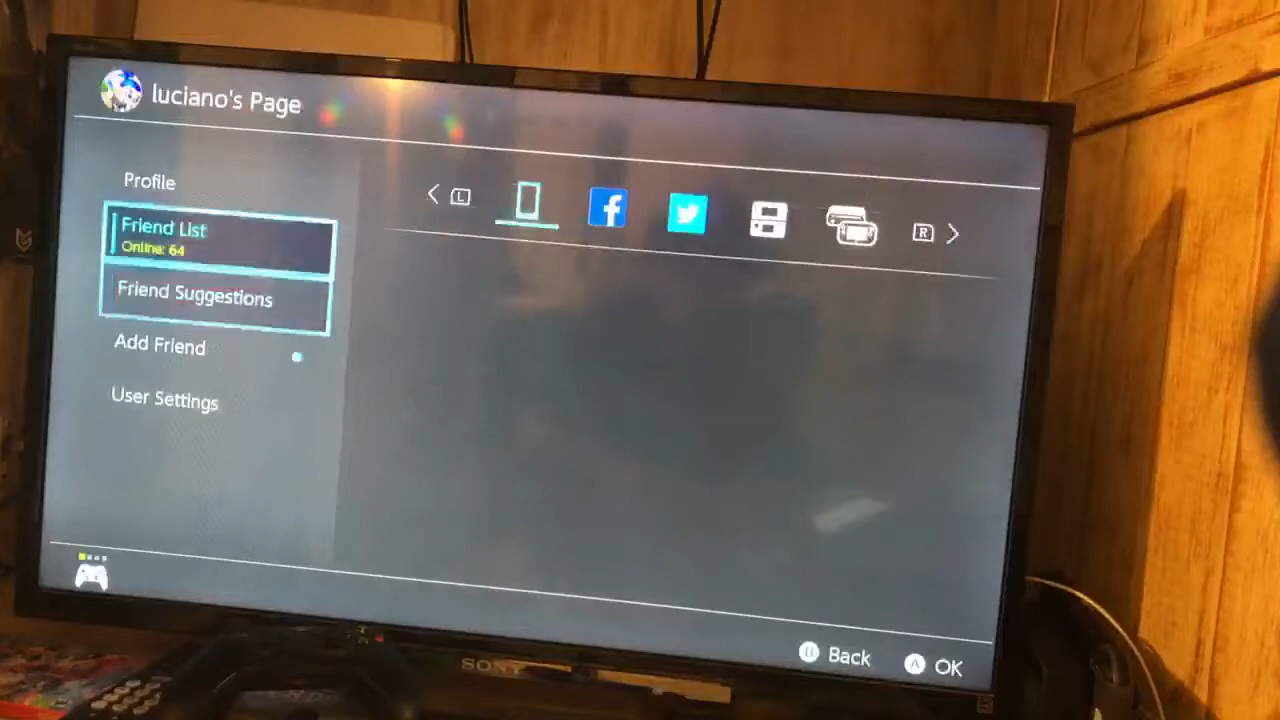 luciano's Page
Profile
Friend List
Online: 64
Friend Suggestions
Add Friend
User Settings
L
f
R
B Back
A OK
SONY